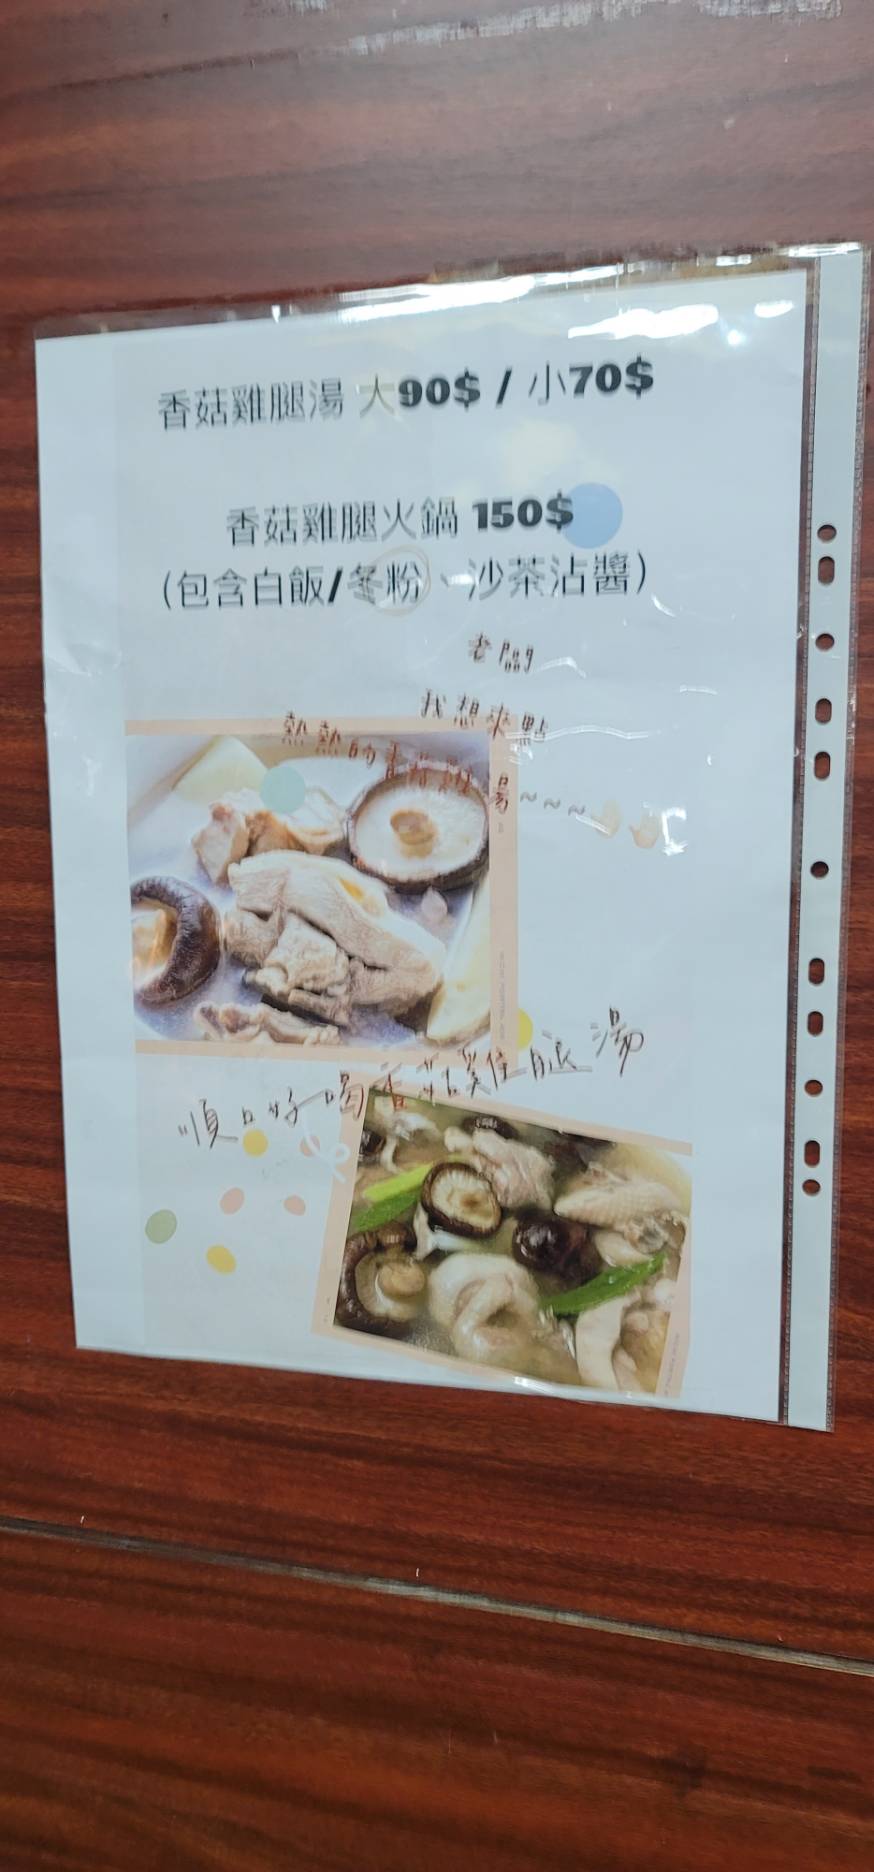 香菇雞腿湯 大90$ / 小70$
香菇雞腿火鍋 150$
(包含白飯/冬粉、沙茶沾醬)
老闆
我想來點
熱熱的香菇雞湯~~~
順口好喝香菇雞腿湯